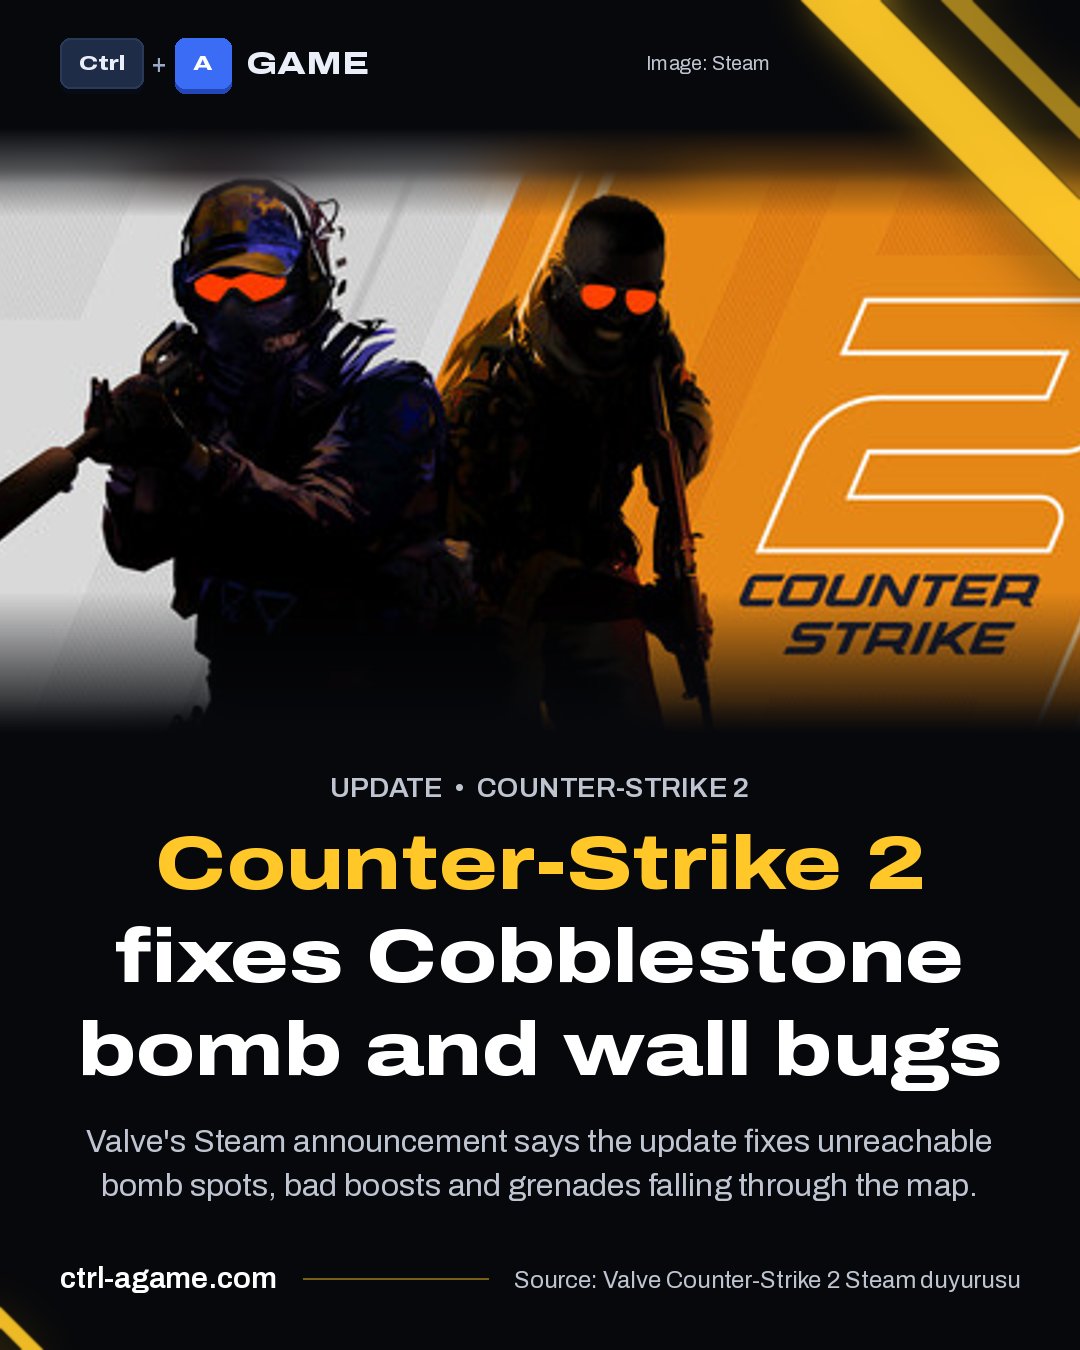 Ctrl + A GAME
Image: Steam
2
COUNTER
STRIKE
UPDATE • COUNTER-STRIKE 2
Counter-Strike 2
fixes Cobblestone
bomb and wall bugs
Valve's Steam announcement says the update fixes unreachable
bomb spots, bad boosts and grenades falling through the map.
ctrl-agame.com
Source: Valve Counter-Strike 2 Steam duyurusu